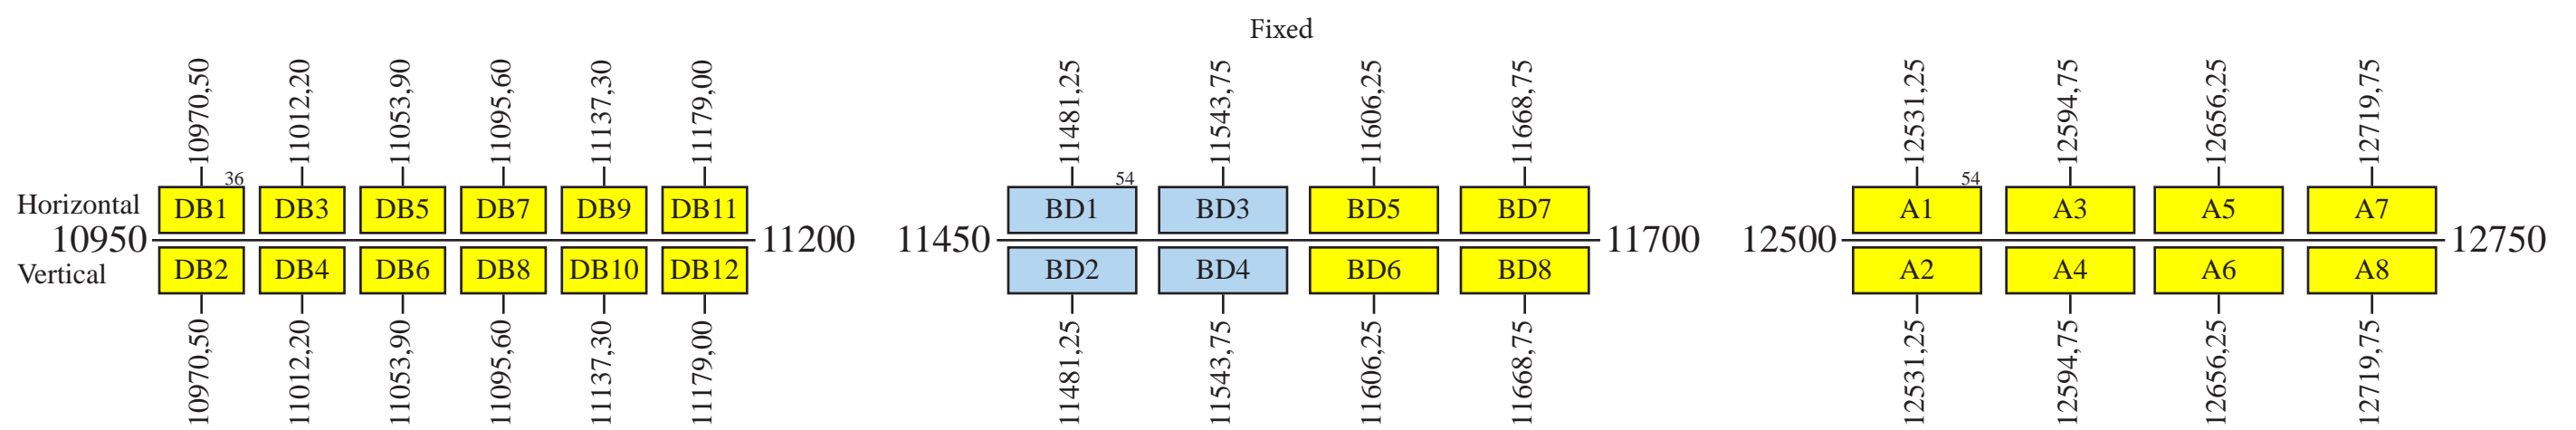 Fixed
10970,50 11012,20 11053,90 11095,60 11137,30 11179,00 11481,25 11543,75 11606,25 11668,75 12531,25 12594,75 12656,25 12719,75
36 54 54
Horizontal DB1 DB3 DB5 DB7 DB9 DB11 BD1 BD3 BD5 BD7 A1 A3 A5 A7
10950 11200 11450 11700 12500 12750
Vertical DB2 DB4 DB6 DB8 DB10 DB12 BD2 BD4 BD6 BD8 A2 A4 A6 A8
10970,50 11012,20 11053,90 11095,60 11137,30 11179,00 11481,25 11543,75 11606,25 11668,75 12531,25 12594,75 12656,25 12719,75